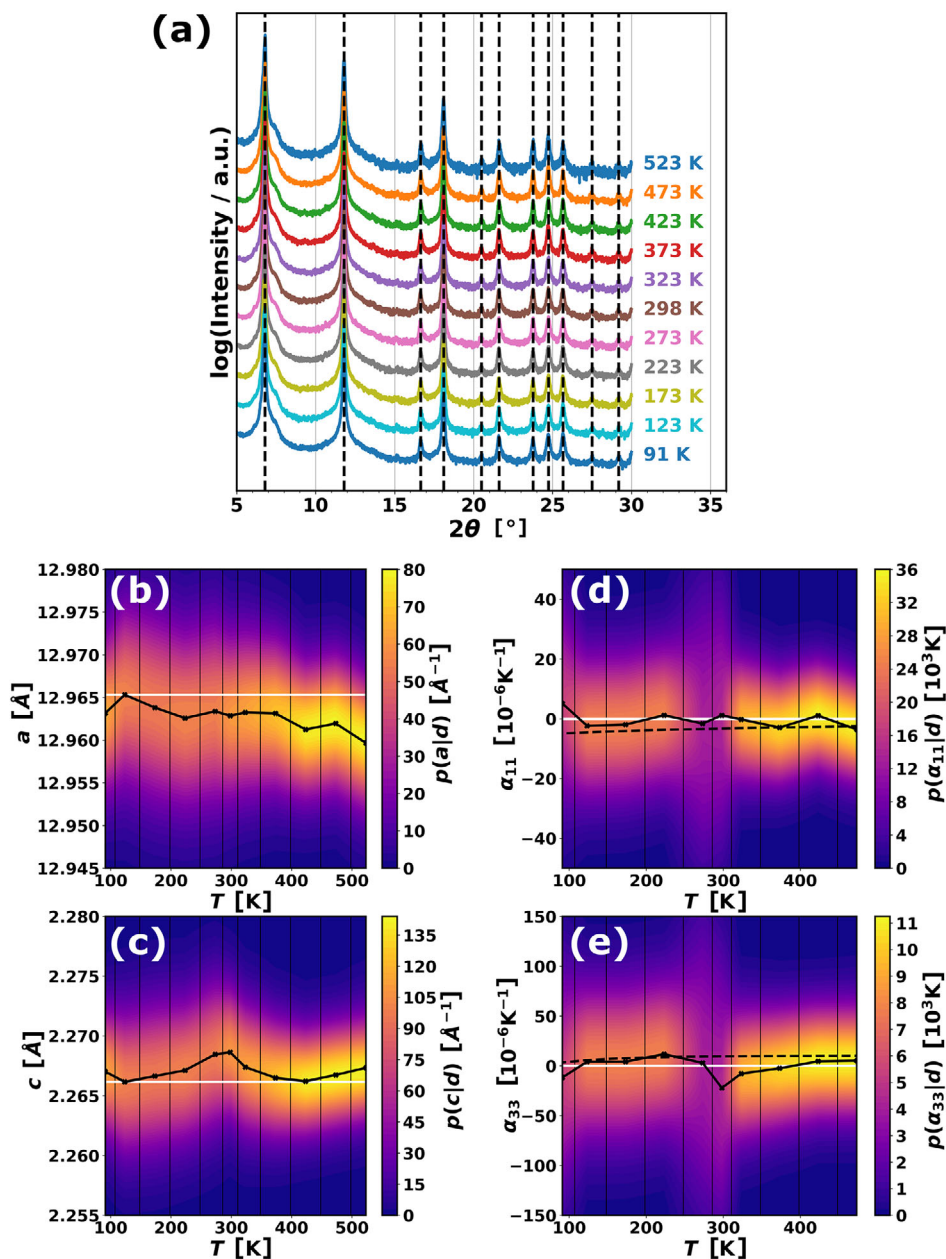 (a)
log(Intensity / a.u.)
523 K
473 K
423 K
373 K
323 K
298 K
273 K
223 K
173 K
123 K
91 K
5 10 15 20 25 30 35
2θ [°]
(b)
a [Å]
12.980
12.975
12.970
12.965
12.960
12.955
12.950
12.945
100 200 300 400 500
T [K]
80
70
60
50
40
30
20
10
0
p(a|d) [Å⁻¹]
(d)
α₁₁ [10⁻⁶K⁻¹]
40
20
0
−20
−40
100 200 300 400
T [K]
36
32
28
24
20
16
12
8
4
0
p(α₁₁|d) [10³K]
(c)
c [Å]
2.280
2.275
2.270
2.265
2.260
2.255
100 200 300 400 500
T [K]
135
120
105
90
75
60
45
30
15
0
p(c|d) [Å⁻¹]
(e)
α₃₃ [10⁻⁶K⁻¹]
150
100
50
0
−50
−100
−150
100 200 300 400
T [K]
11
10
9
8
7
6
5
4
3
2
1
0
p(α₃₃|d) [10³K]